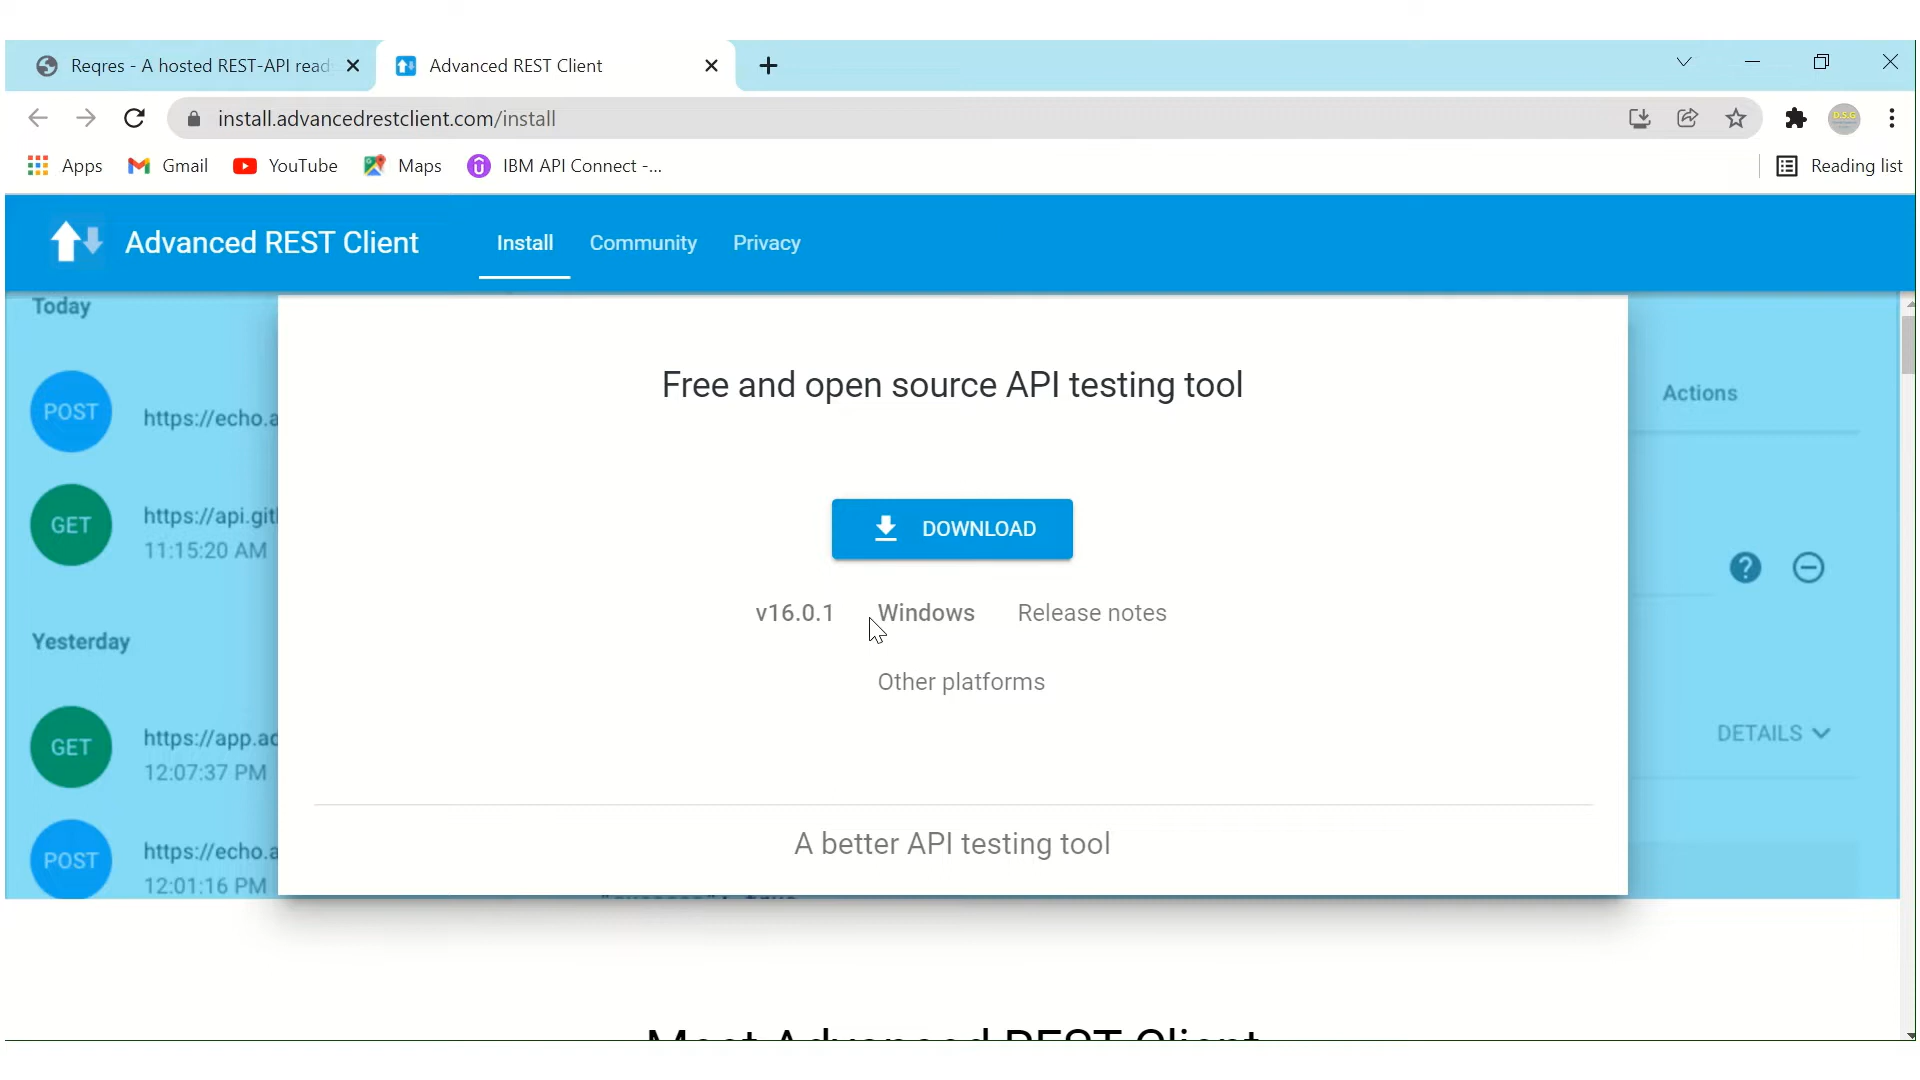 Reqres - A hosted REST-API read
Advanced REST Client
install.advancedrestclient.com/install
D.S.G
Apps
Gmail
YouTube
Maps
IBM API Connect -...
Reading list
Advanced REST Client
Install
Community
Privacy
Today
POST
https://echo.a
GET
https://api.git
11:15:20 AM
Yesterday
GET
https://app.ad
12:07:37 PM
POST
https://echo.a
12:01:16 PM
Free and open source API testing tool
DOWNLOAD
v16.0.1 Windows Release notes
Other platforms
A better API testing tool
Actions
DETAILS
Meet Advanced REST Client